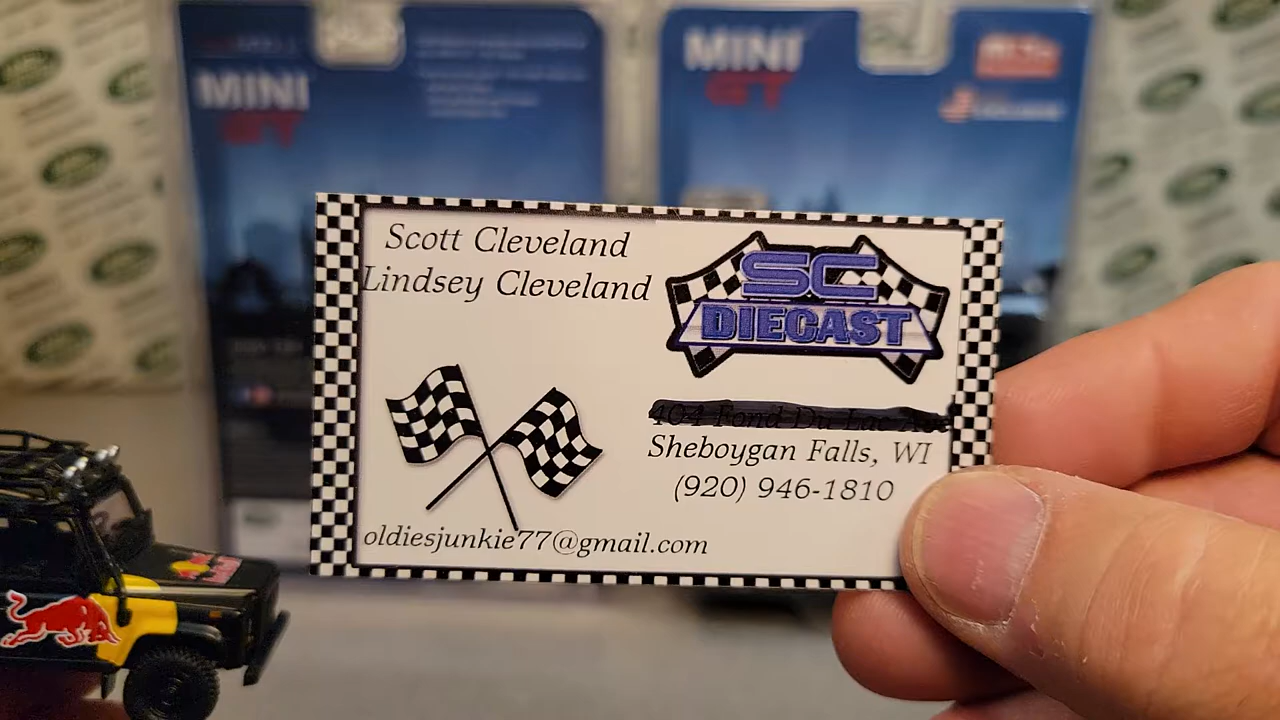 MINI
GT
MINI
GT
Scott Cleveland
Lindsey Cleveland
SC
DIECAST
Sheboygan Falls, WI
(920) 946-1810
oldiesjunkie77@gmail.com